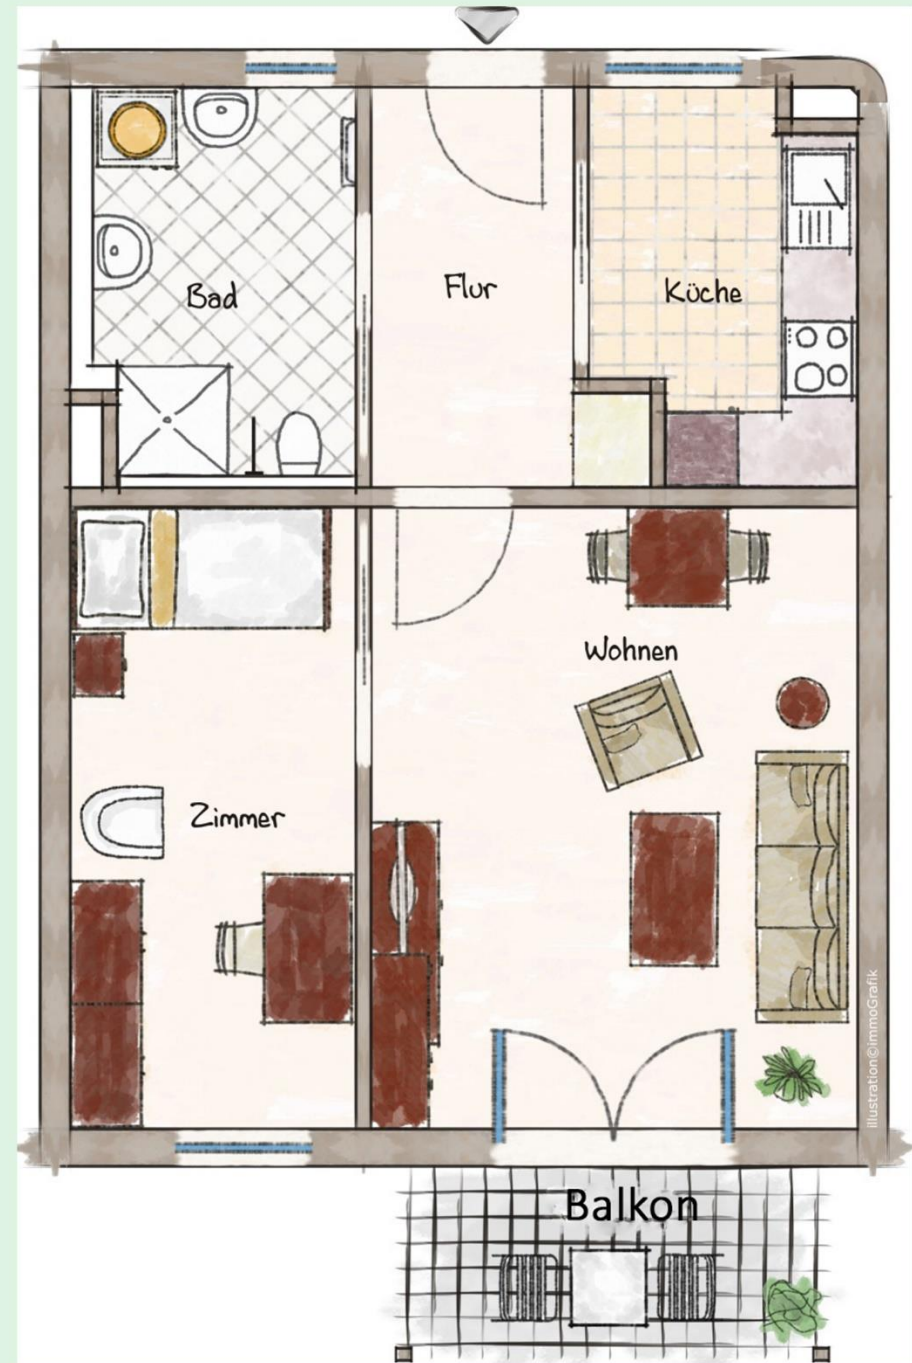 Bad
Flur
Küche
Wohnen
Zimmer
illustration©immoGrafik
Balkon